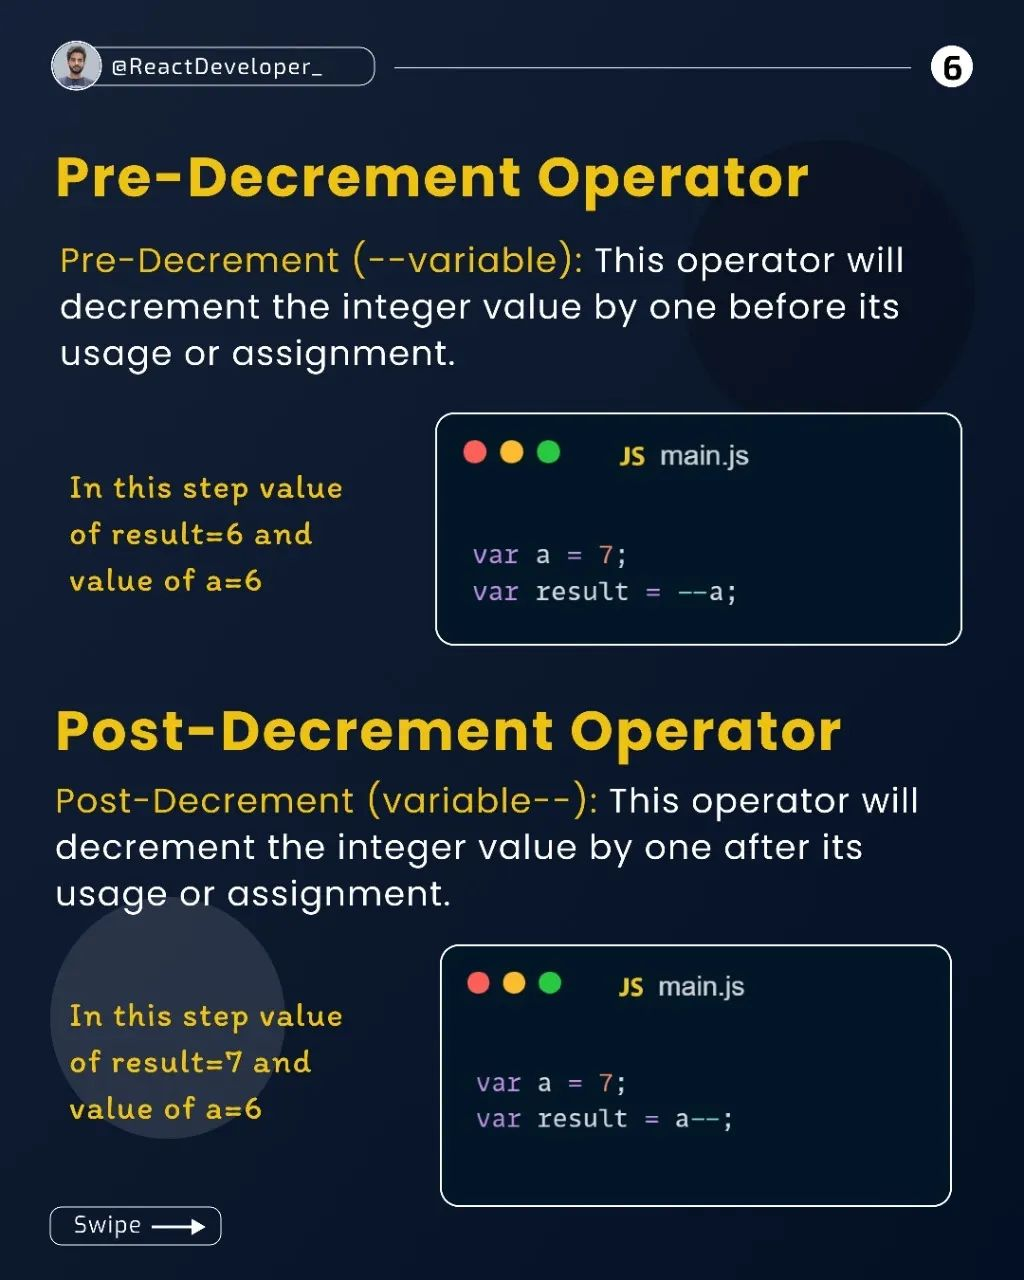 @ReactDeveloper_
6
Pre-Decrement Operator
Pre-Decrement (--variable): This operator will
decrement the integer value by one before its
usage or assignment.
In this step value
of result=6 and
value of a=6
JS main.js
var a = 7;
var result = --a;
Post-Decrement Operator
Post-Decrement (variable--): This operator will
decrement the integer value by one after its
usage or assignment.
In this step value
of result=7 and
value of a=6
JS main.js
var a = 7;
var result = a--;
Swipe